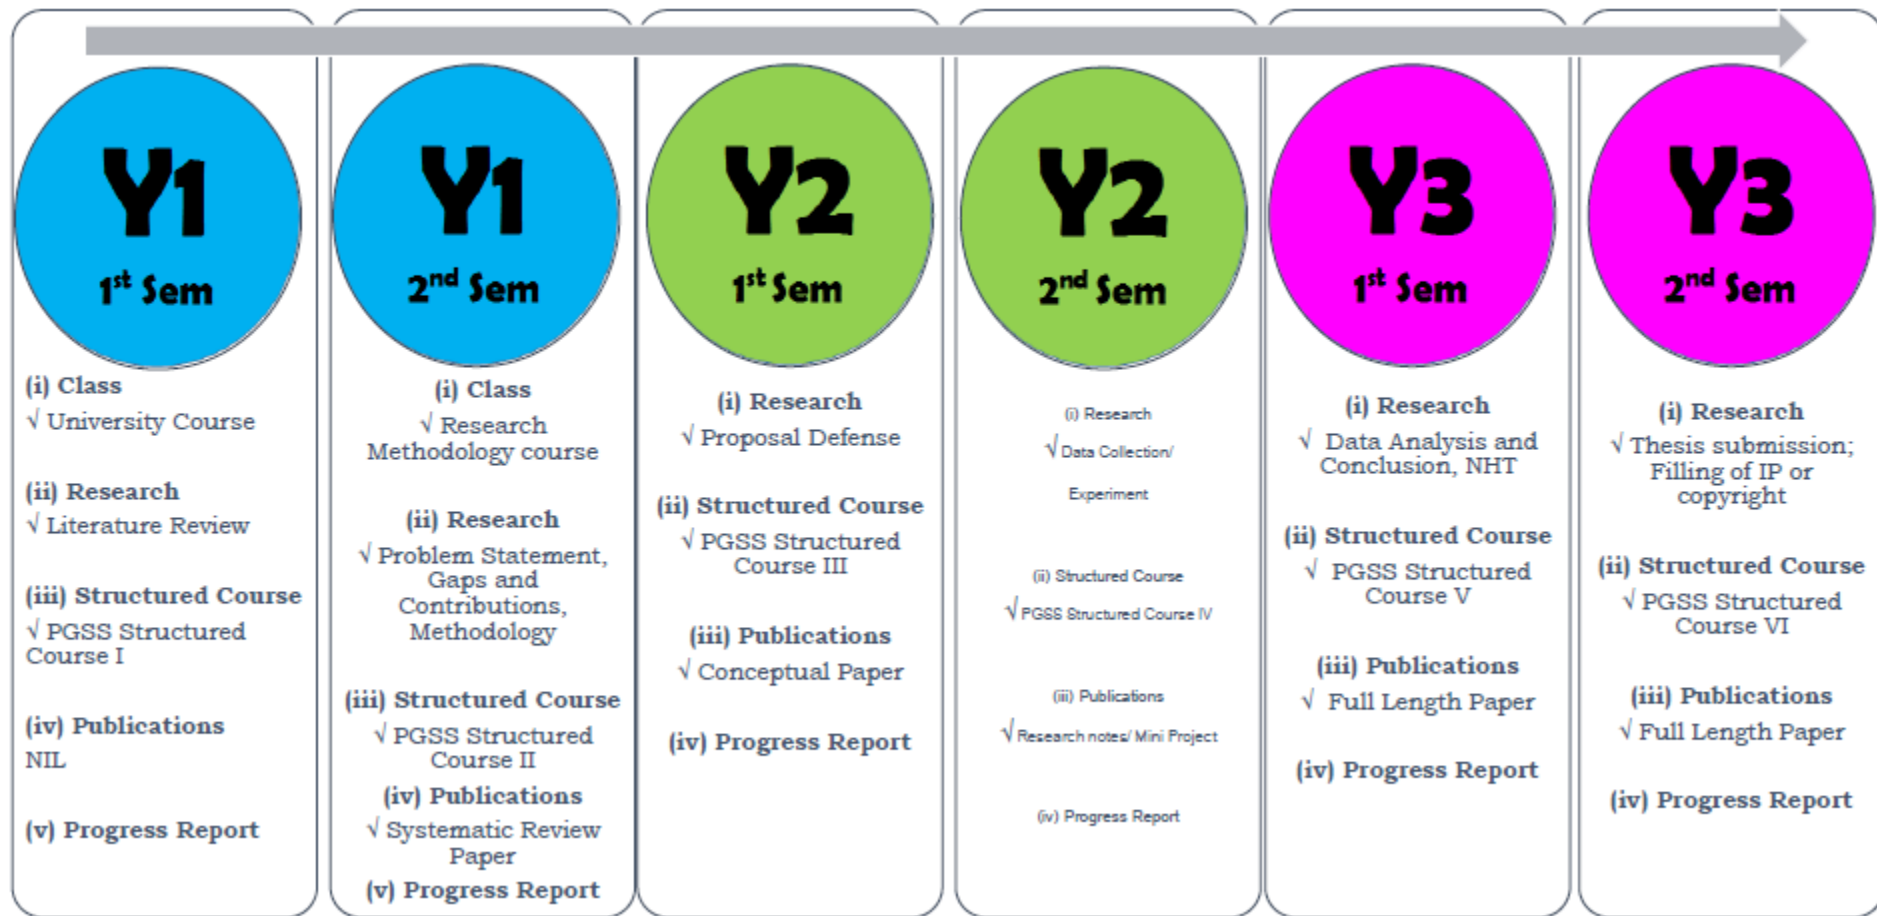 Y1
1st Sem
(i) Class
√ University Course
(ii) Research
√ Literature Review
(iii) Structured Course
√ PGSS Structured
Course I
(iv) Publications
NIL
(v) Progress Report
Y1
2nd Sem
(i) Class
√ Research
Methodology course
(ii) Research
√ Problem Statement,
Gaps and
Contributions,
Methodology
(iii) Structured Course
√ PGSS Structured
Course II
(iv) Publications
√ Systematic Review
Paper
(v) Progress Report
Y2
1st Sem
(i) Research
√ Proposal Defense
(ii) Structured Course
√ PGSS Structured
Course III
(iii) Publications
√ Conceptual Paper
(iv) Progress Report
Y2
2nd Sem
(i) Research
√ Data Collection/
Experiment
(ii) Structured Course
√ PGSS Structured Course IV
(iii) Publications
√ Research notes/ Mini Project
(iv) Progress Report
Y3
1st Sem
(i) Research
√ Data Analysis and
Conclusion, NHT
(ii) Structured Course
√ PGSS Structured
Course V
(iii) Publications
√ Full Length Paper
(iv) Progress Report
Y3
2nd Sem
(i) Research
√ Thesis submission;
Filling of IP or
copyright
(ii) Structured Course
√ PGSS Structured
Course VI
(iii) Publications
√ Full Length Paper
(iv) Progress Report